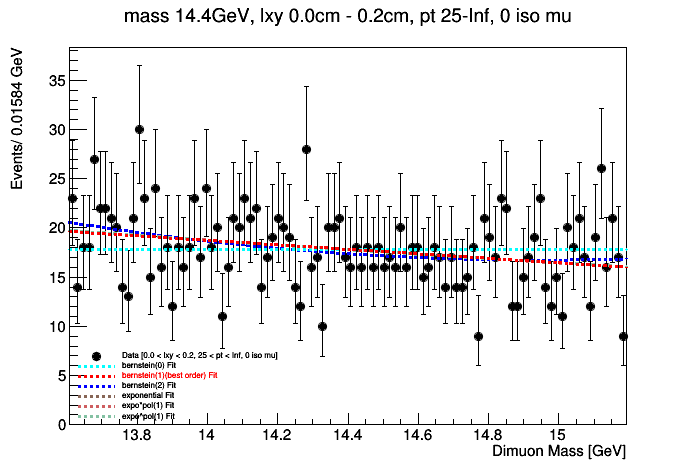 mass 14.4GeV, lxy 0.0cm - 0.2cm, pt 25-Inf, 0 iso mu
Events/ 0.01584 GeV
35
30
25
20
15
10
5
0
Data [0.0 < lxy < 0.2, 25 < pt < Inf, 0 iso mu]
bernstein(0) Fit
bernstein(1)(best order) Fit
bernstein(2) Fit
exponential Fit
expo*pol(1) Fit
expo*pol(1) Fit
13.8 14 14.2 14.4 14.6 14.8 15
Dimuon Mass [GeV]